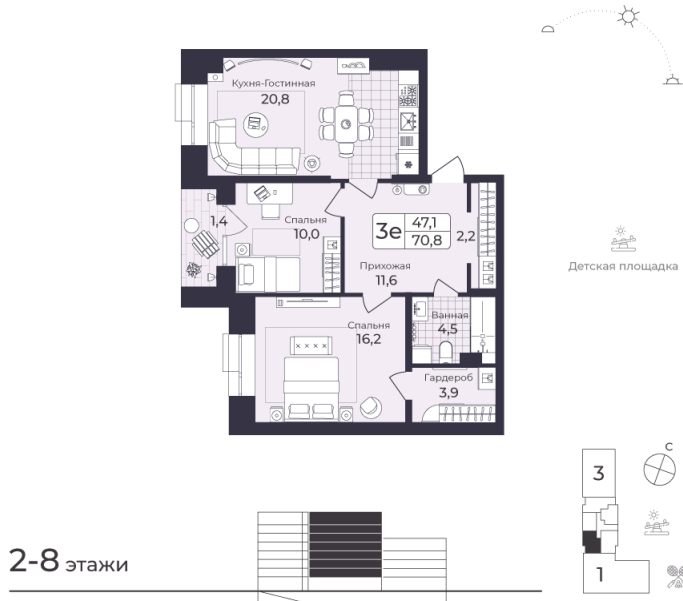 Кухня-Гостинная
20,8
1,4
Спальня
10,0
3е
47,1
70,8
2,2
Прихожая
11,6
Детская площадка
Спальня
16,2
Ванная
4,5
Гардероб
3,9
С
3
1
2-8 этажи